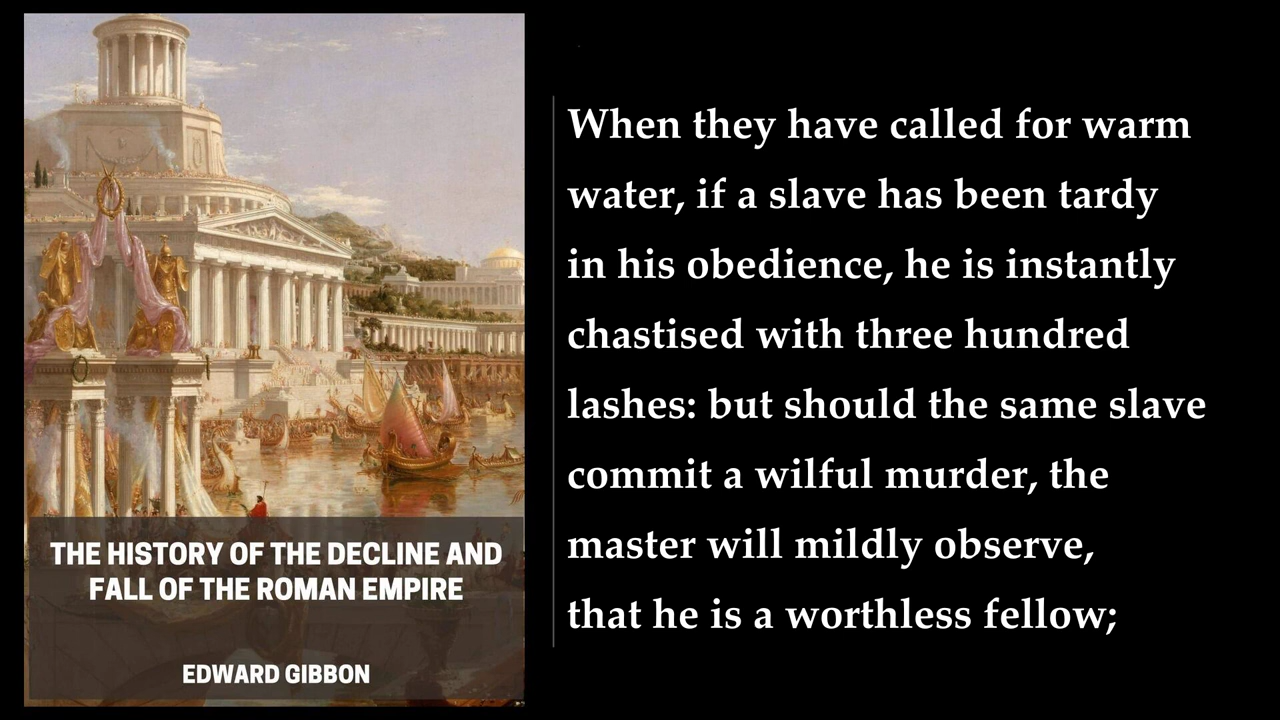 THE HISTORY OF THE DECLINE AND
FALL OF THE ROMAN EMPIRE
EDWARD GIBBON
When they have called for warm
water, if a slave has been tardy
in his obedience, he is instantly
chastised with three hundred
lashes: but should the same slave
commit a wilful murder, the
master will mildly observe,
that he is a worthless fellow;